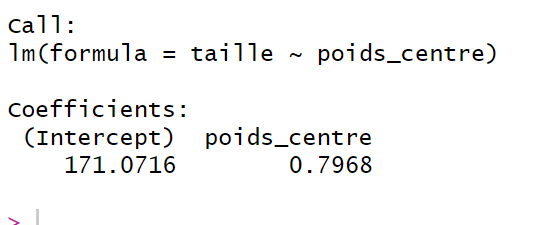 Call:
lm(formula = taille ~ poids_centre)
Coefficients:
(Intercept) poids_centre
171.0716 0.7968
>